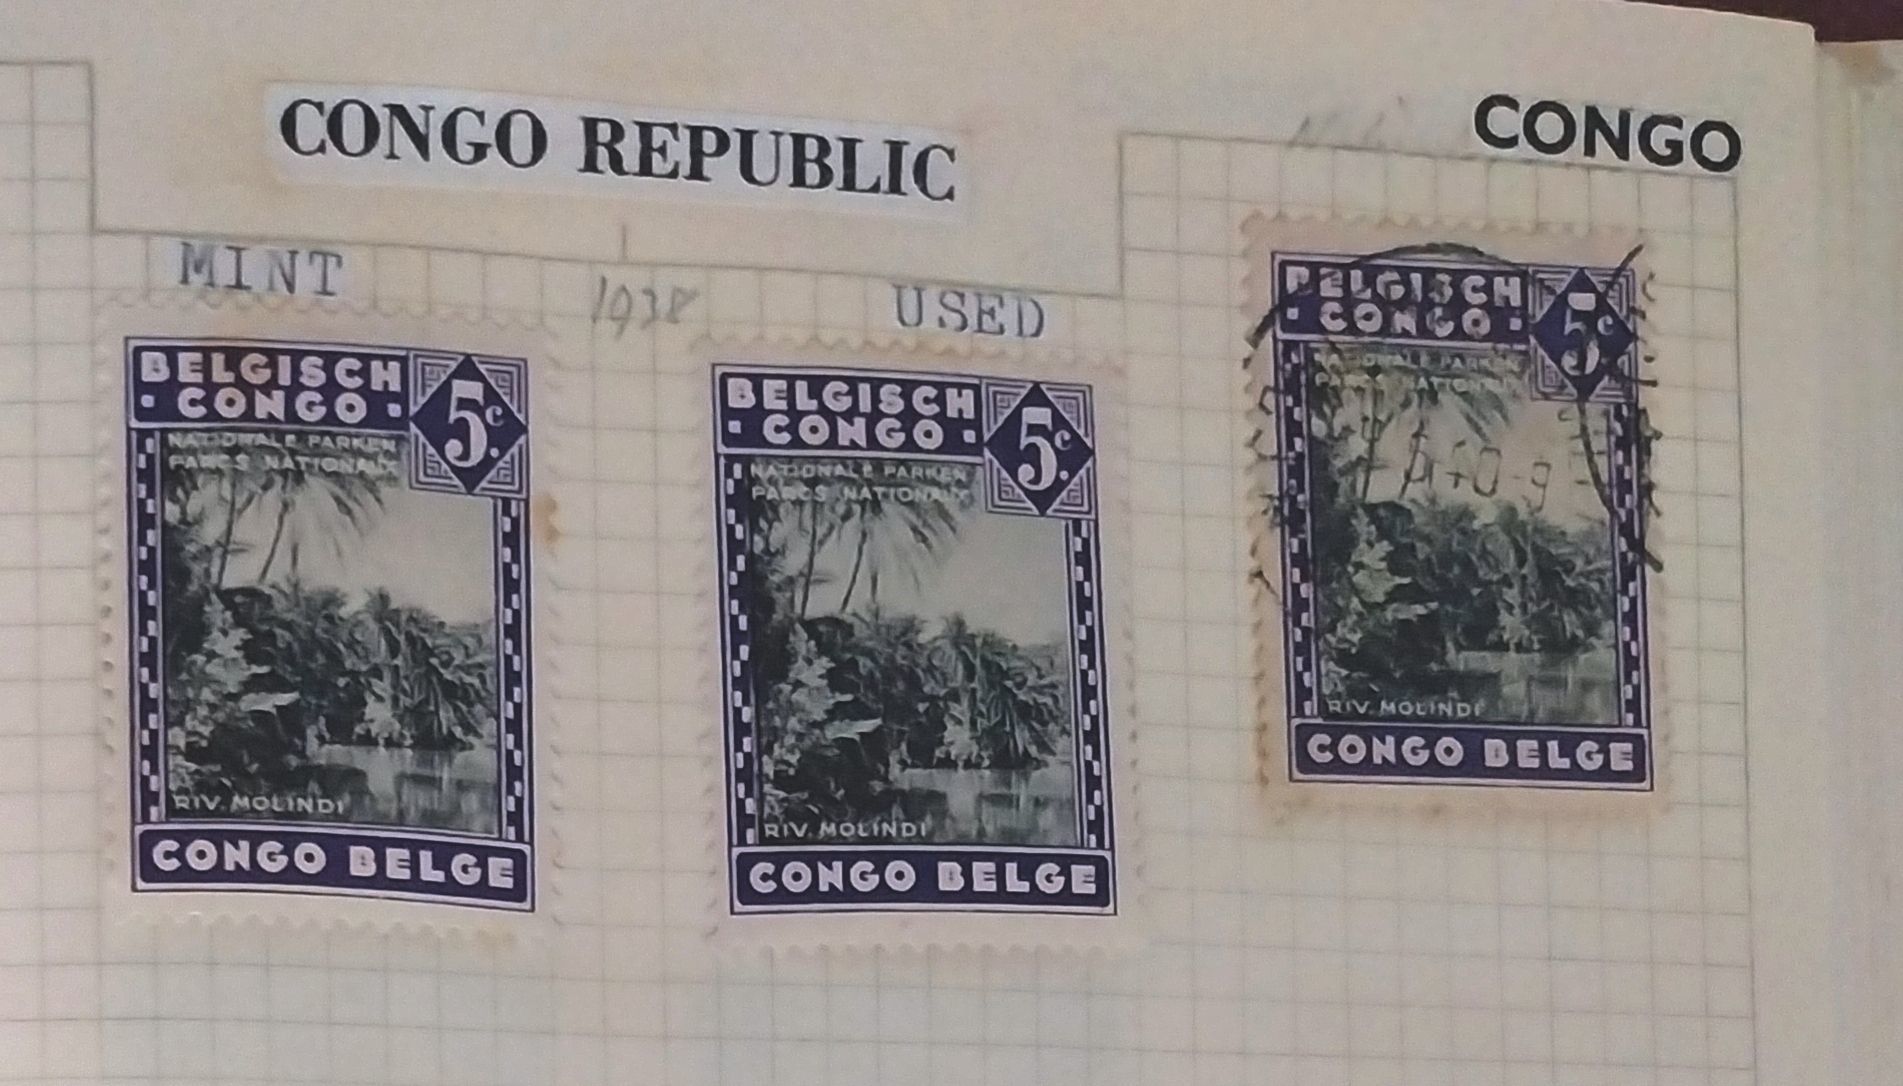 CONGO REPUBLIC
CONGO
MINT
1938
USED
BELGISCH
CONGO
5c.
NATIONALE PARKEN
PARCS NATIONAUX
RIV. MOLINDI
CONGO BELGE
BELGISCH
CONGO
5c.
NATIONALE PARKEN
PARCS NATIONAUX
RIV. MOLINDI
CONGO BELGE
BELGISCH
CONGO
5c
NATIONALE PARKEN
PARCS NATIONAUX
RIV. MOLINDI
CONGO BELGE